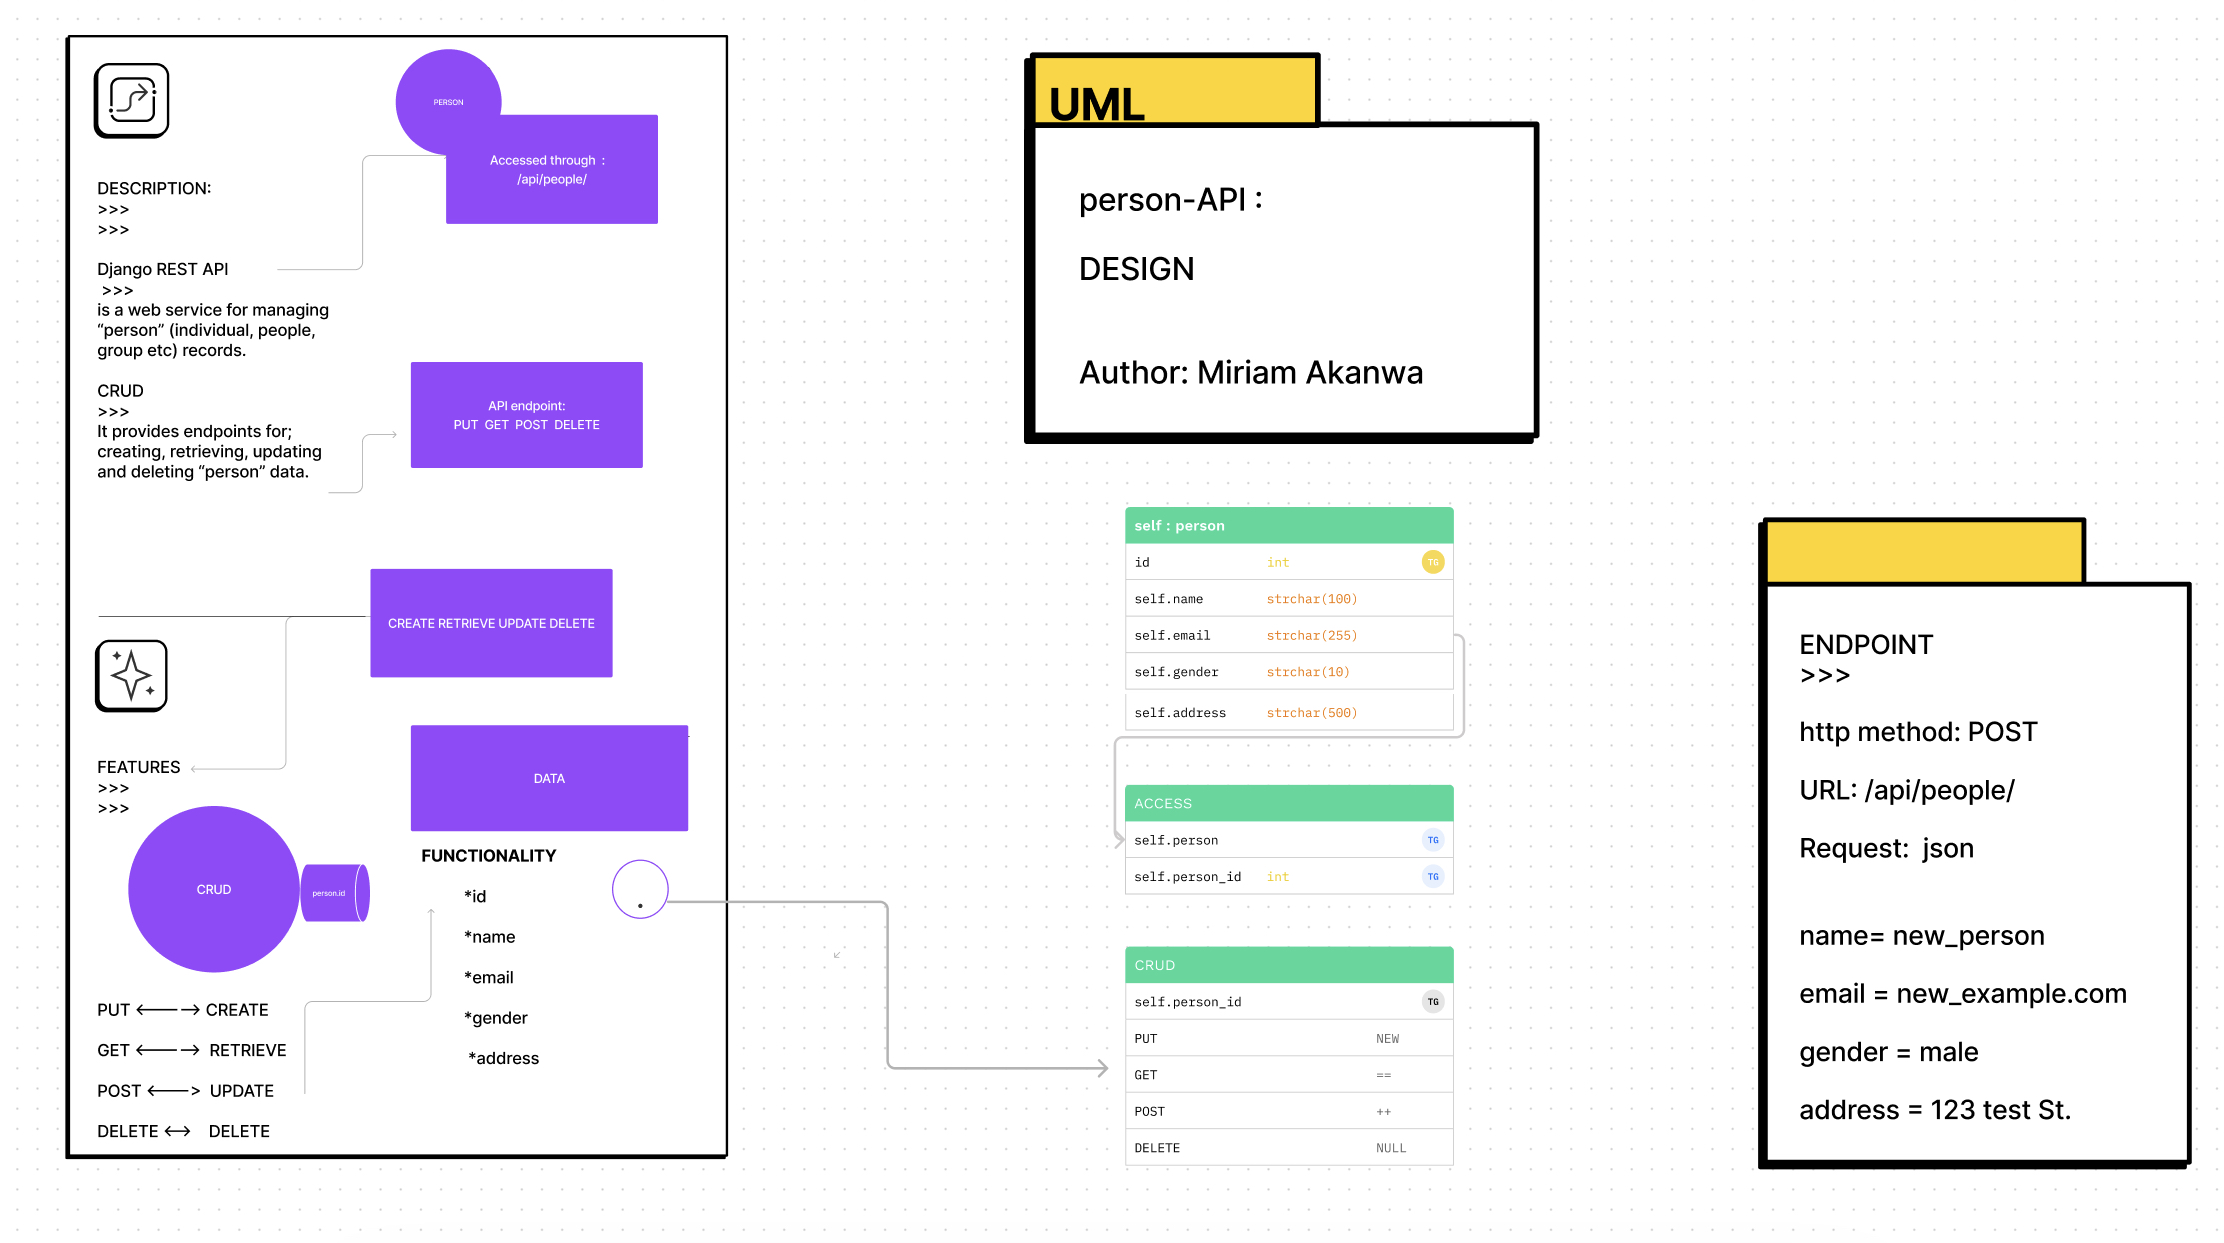 PERSON
Accessed through :
/api/people/
DESCRIPTION:
>>>
>>>
Django REST API
>>>
is a web service for managing
“person” (individual, people,
group etc) records.
CRUD
>>>
It provides endpoints for;
creating, retrieving, updating
and deleting “person” data.
API endpoint:
PUT GET POST DELETE
CREATE RETRIEVE UPDATE DELETE
FEATURES
>>>
>>>
DATA
CRUD
person.id
FUNCTIONALITY
*id
*name
*email
*gender
*address
PUT <——> CREATE
GET <——> RETRIEVE
POST <——> UPDATE
DELETE <-> DELETE
UML
person-API :
DESIGN
Author: Miriam Akanwa
self : person
id int TG
self.name strchar(100)
self.email strchar(255)
self.gender strchar(10)
self.address strchar(500)
ACCESS
self.person TG
self.person_id int TG
CRUD
self.person_id TG
PUT NEW
GET ==
POST ++
DELETE NULL
ENDPOINT
>>>
http method: POST
URL: /api/people/
Request: json
name= new_person
email = new_example.com
gender = male
address = 123 test St.